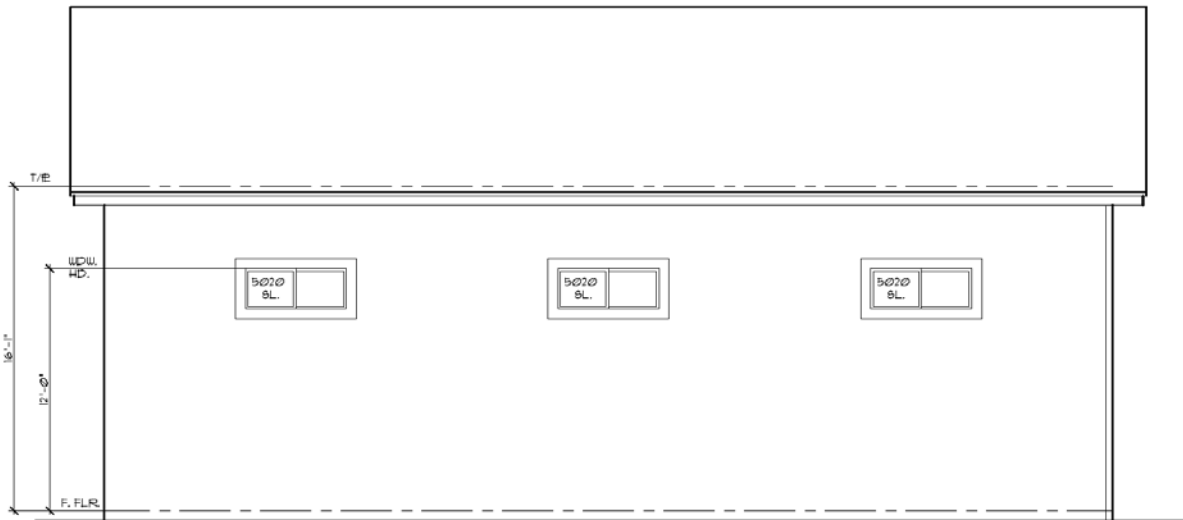 T/P.
WDW.
HD.
5020
SL.
5020
SL.
5020
SL.
16'-1"
12'-0"
F. FLR.